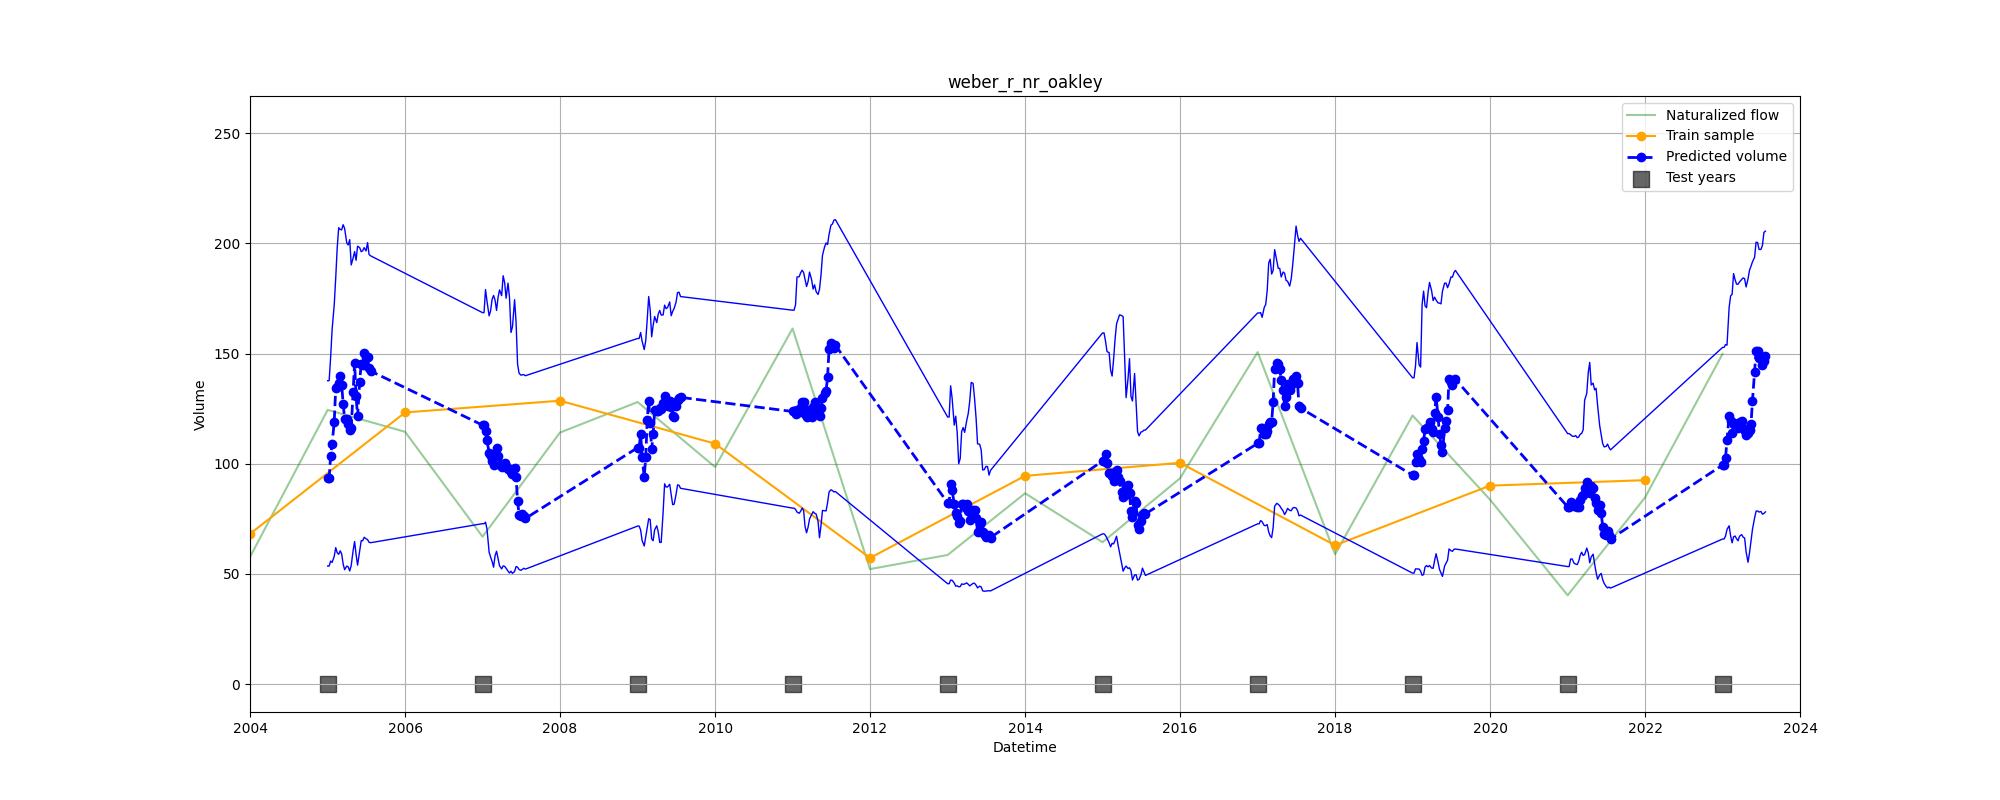 weber_r_nr_oakley
Naturalized flow
Train sample
Predicted volume
Test years
250
200
150
100
50
0
Volume
2004 2006 2008 2010 2012 2014 2016 2018 2020 2022 2024
Datetime